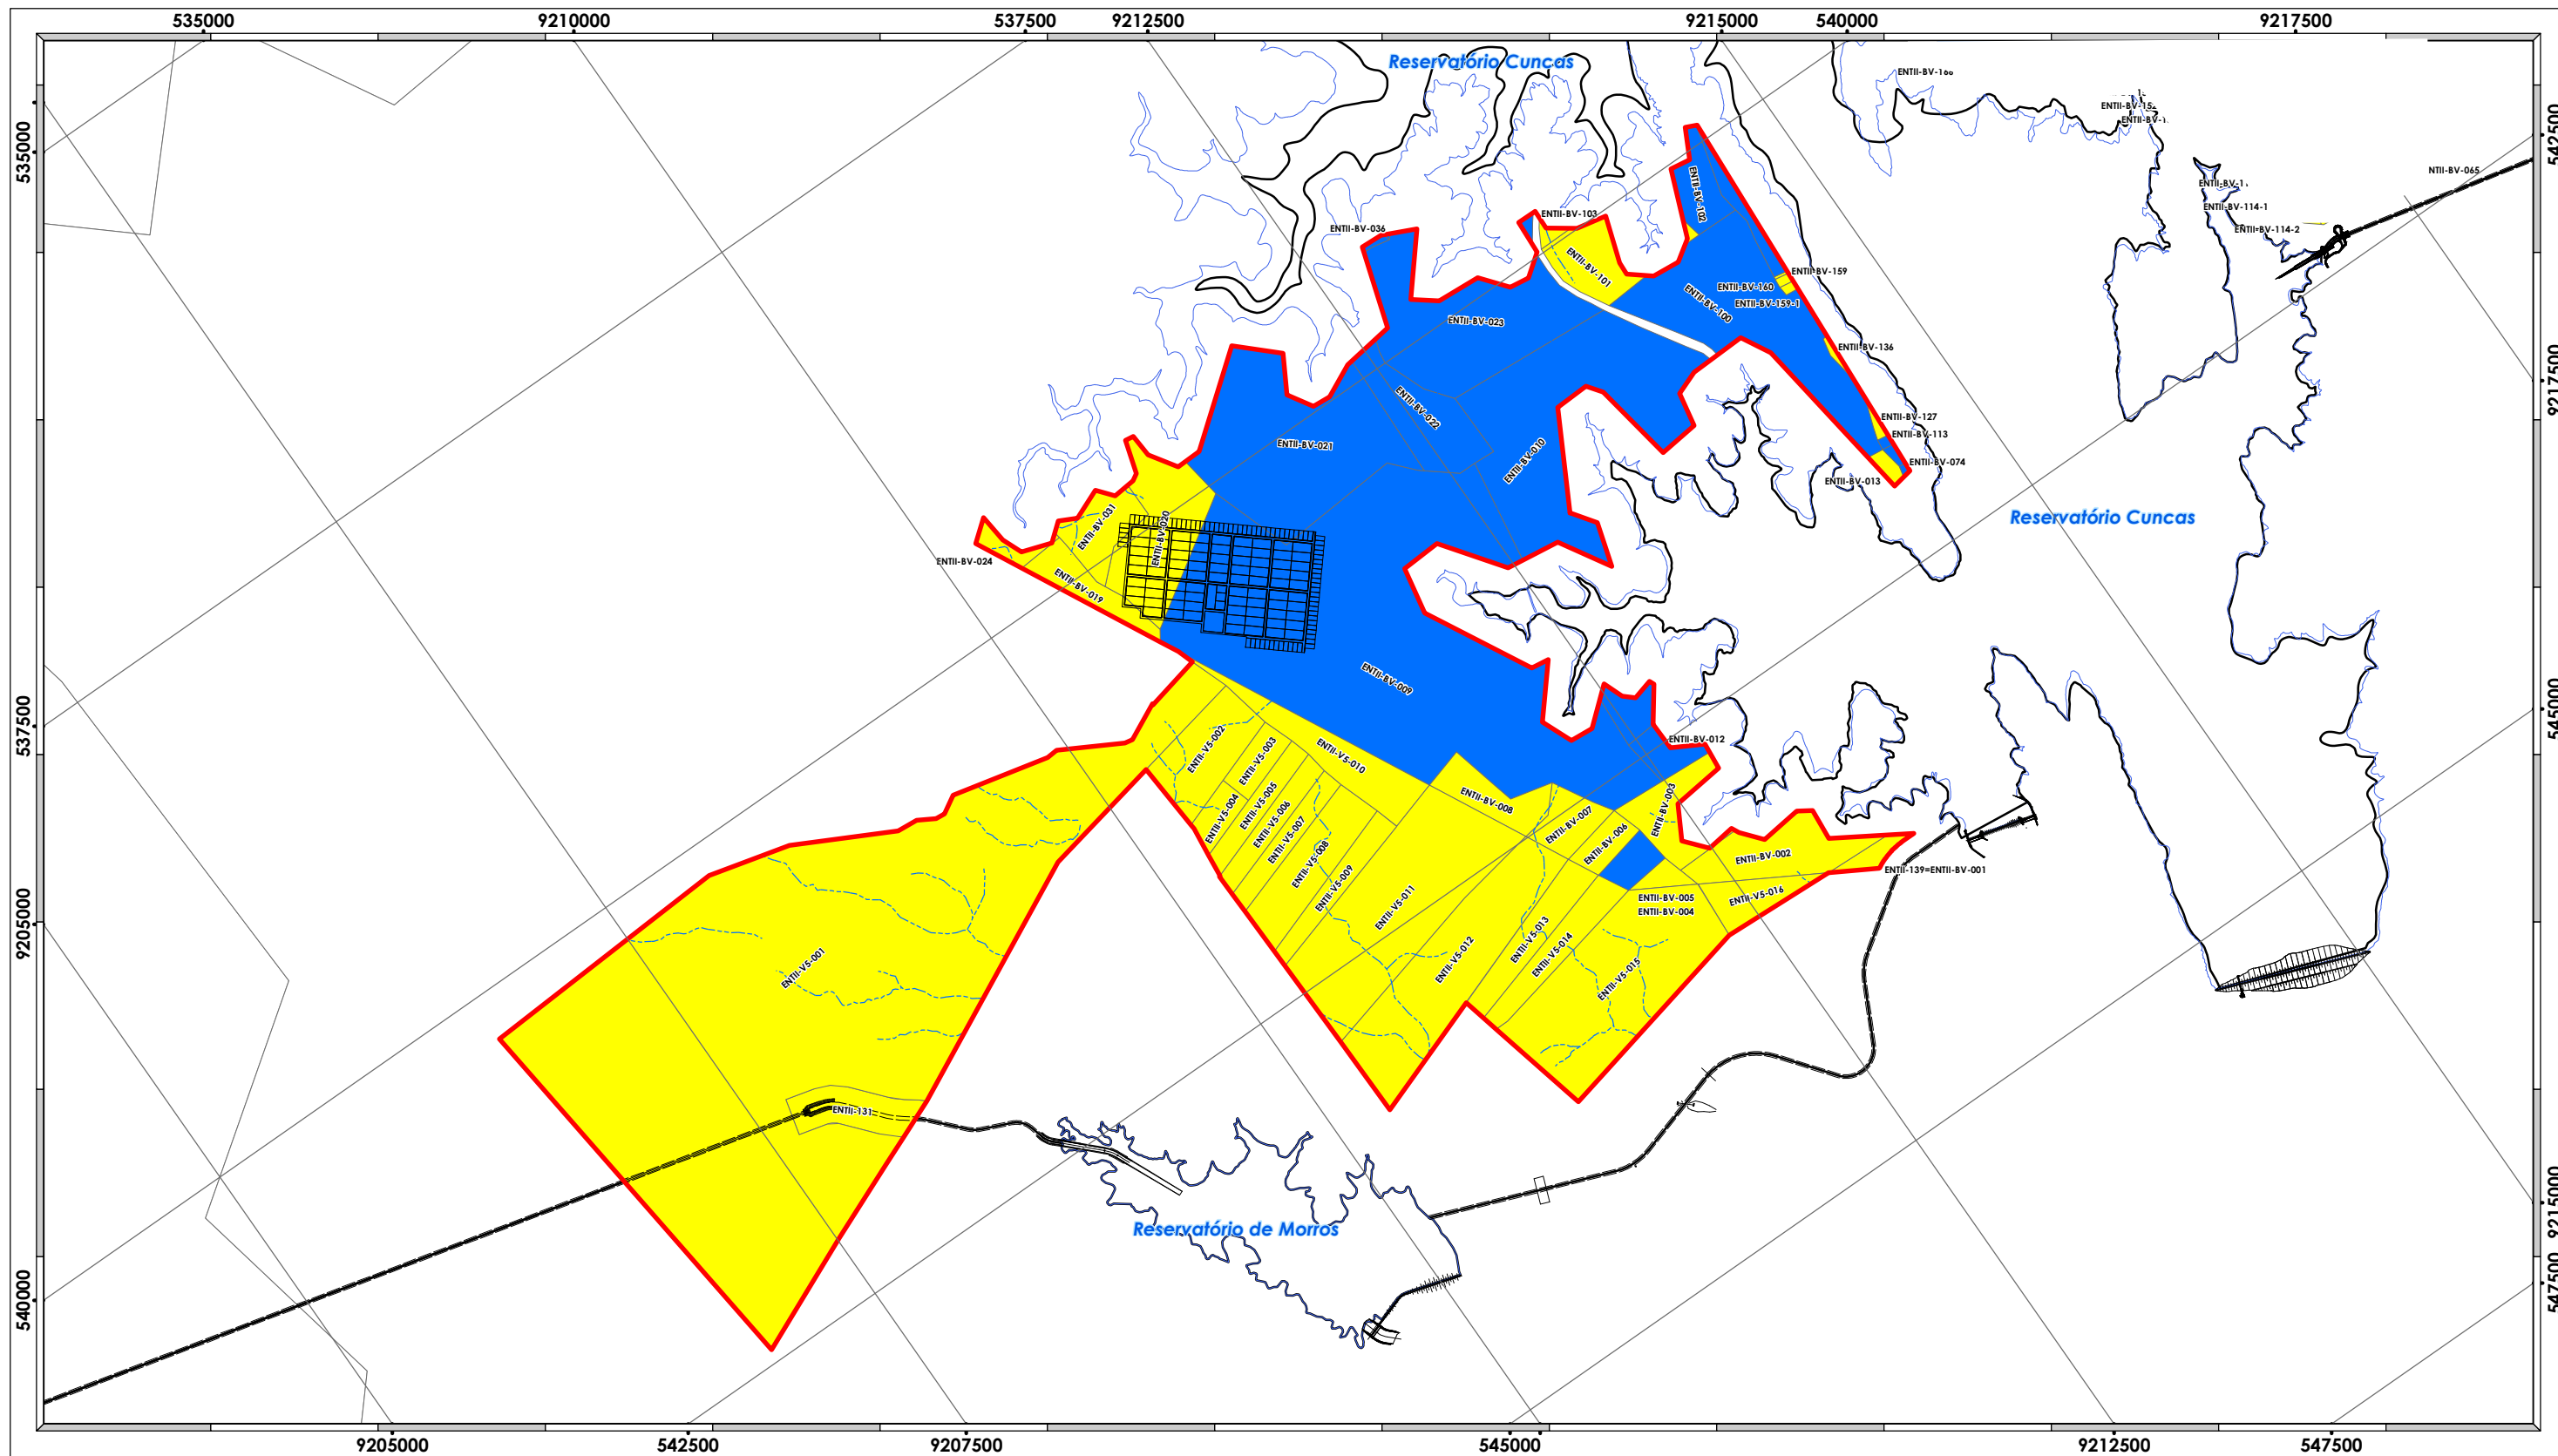 535000 9210000 537500 9212500 9215000 540000 9217500
535000
537500
9205000
540000
542500
9217500
545000
9215000
547500
Reservatório Cuncas
ENTII-BV-065
ENTII-BV-114-1
ENTII-BV-114-2
ENTII-BV-102
ENTII-BV-103
ENTII-BV-036
ENTII-BV-101
ENTII-BV-159
ENTII-BV-160
ENTII-BV-100
ENTII-BV-159-1
ENTII-BV-023
ENTII-BV-136
ENTII-BV-022
ENTII-BV-127
ENTII-BV-113
ENTII-BV-021
ENTII-BV-010
ENTII-BV-074
ENTII-BV-013
Reservatório Cuncas
ENTII-BV-031
ENTII-BV-020
ENTII-BV-024
ENTII-BV-019
ENTII-BV-009
ENTII-BV-012
ENTII-V5-002
ENTII-V5-003
ENTII-V5-010
ENTII-V5-004
ENTII-V5-005
ENTII-V5-006
ENTII-V5-007
ENTII-V5-008
ENTII-V5-009
ENTII-BV-008
ENTII-BV-007
ENTII-BV-006
ENTII-BV-003
ENTII-BV-002
ENTII-139=ENTII-BV-001
ENTII-BV-005
ENTII-BV-004
ENTII-V5-016
ENTII-V5-011
ENTII-V5-012
ENTII-V5-013
ENTII-V5-014
ENTII-V5-015
ENTII-V5-001
ENTII-131
Reservatório de Morros
9205000 542500 9207500 545000 9212500 547500